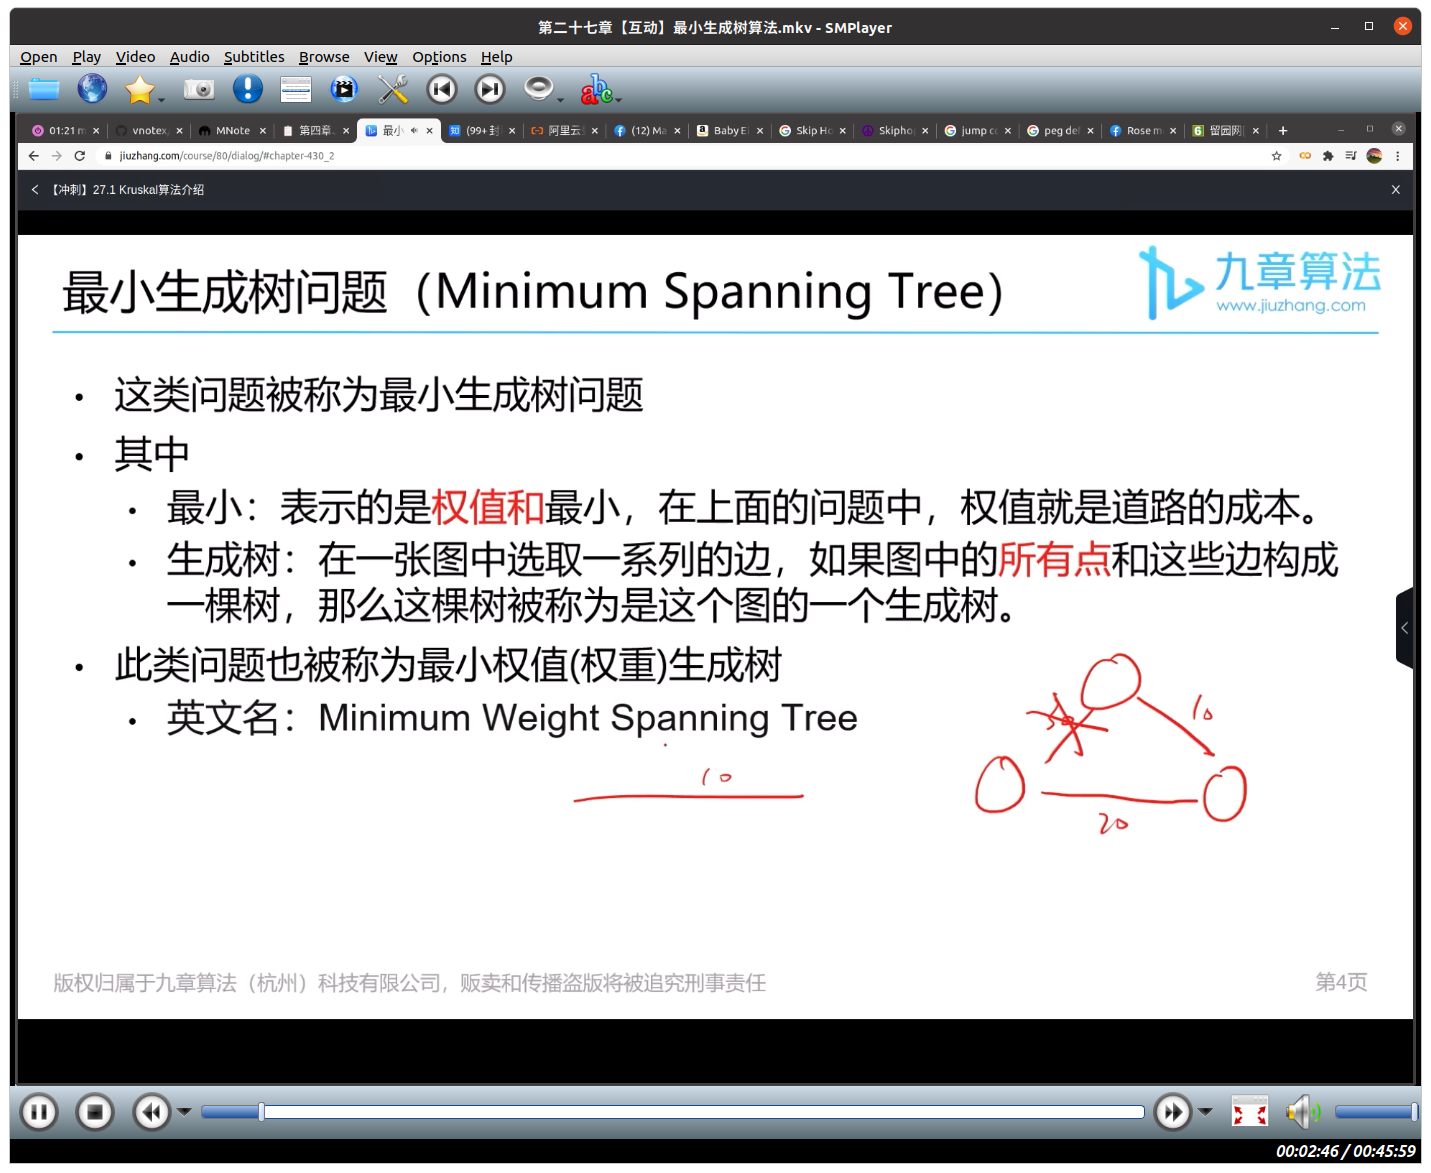 第二十七章【互动】最小生成树算法.mkv - SMPlayer
Open Play Video Audio Subtitles Browse View Options Help
01:21 m vnotex, MNote 第四章. 最小 (99+ 封 阿里云 (12) Ma Baby Ei Skip Ho Skiphop jump co peg def Rose m 留园网
jiuzhang.com/course/80/dialog/#chapter-430_2
【冲刺】27.1 Kruskal算法介绍
最小生成树问题（Minimum Spanning Tree）
九章算法
www.jiuzhang.com
• 这类问题被称为最小生成树问题
• 其中
• 最小：表示的是权值和最小，在上面的问题中，权值就是道路的成本。
• 生成树：在一张图中选取一系列的边，如果图中的所有点和这些边构成
一棵树，那么这棵树被称为是这个图的一个生成树。
• 此类问题也被称为最小权值(权重)生成树
• 英文名：Minimum Weight Spanning Tree
10
10
20
版权归属于九章算法（杭州）科技有限公司，贩卖和传播盗版将被追究刑事责任
第4页
00:02:46 / 00:45:59